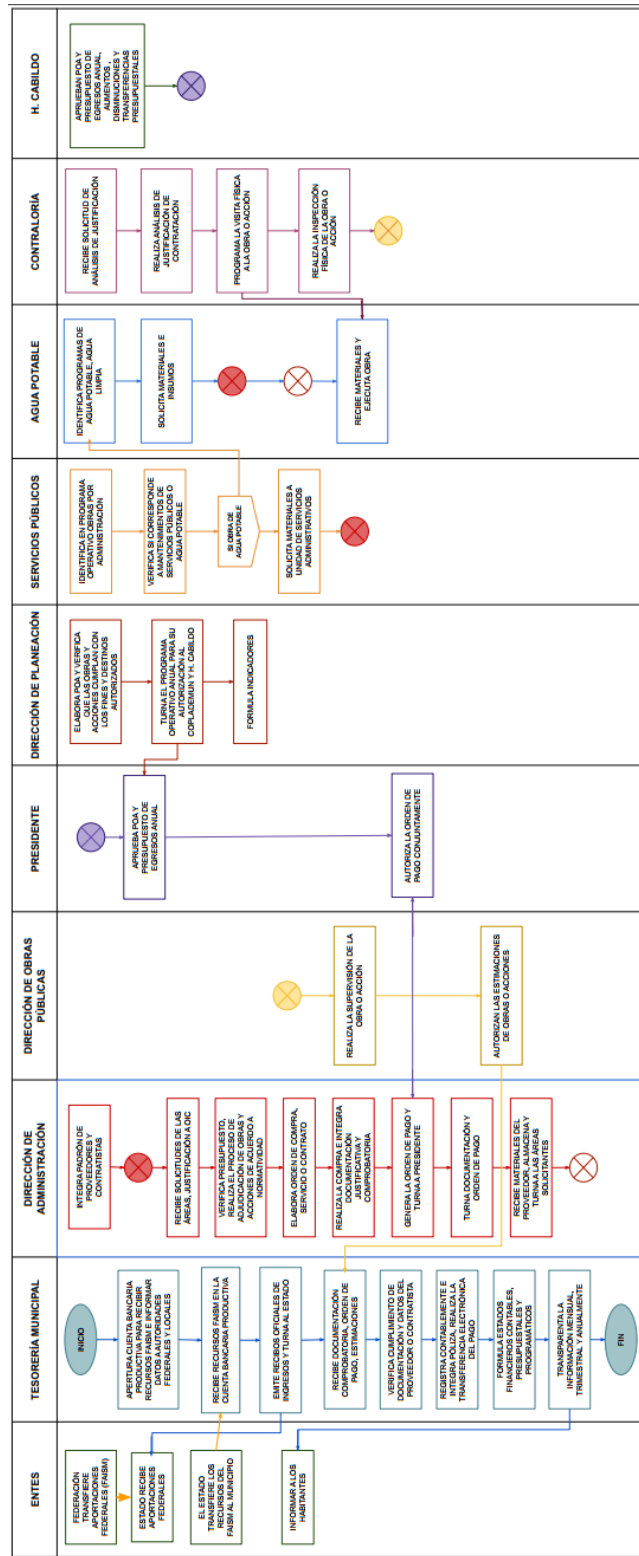 ENTES
FEDERACIÓN
TRANSFIERE
APORTACIONES
FEDERALES (FAISM)
ESTADO RECIBE
APORTACIONES
FEDERALES
EL ESTADO
TRANSFIERE LOS
RECURSOS DEL
FAISM AL MUNICIPIO
INFORMAR A LOS
HABITANTES
TESORERÍA MUNICIPAL
INICIO
APERTURA CUENTA BANCARIA
PRODUCTIVA PARA RECIBIR
RECURSOS FAISM E INFORMAR
DATOS A AUTORIDADES
FEDERALES Y LOCALES
RECIBE RECURSOS FAISM EN LA
CUENTA BANCARIA PRODUCTIVA
EMITE RECIBOS OFICIALES DE
INGRESOS Y TURNA AL ESTADO
RECIBE DOCUMENTACIÓN
COMPROBATORIA, ORDEN DE
PAGO, ESTIMACIONES
VERIFICA CUMPLIMIENTO DE
DOCUMENTACIÓN Y DATOS DEL
PROVEEDOR O CONTRATISTA
REGISTRA CONTABLEMENTE E
INTEGRA PÓLIZA, REALIZA LA
TRANSFERENCIA ELECTRÓNICA
DEL PAGO
FORMULA ESTADOS
FINANCIEROS CONTABLES,
PRESUPUESTALES Y
PROGRAMÁTICOS
TRANSPARENTA LA
INFORMACIÓN MENSUAL,
TRIMESTRAL Y ANUALMENTE
FIN
DIRECCIÓN DE
ADMINISTRACIÓN
INTEGRA PADRÓN DE
PROVEEDORES Y
CONTRATISTAS
RECIBE SOLICITUDES DE LAS
ÁREAS, JUSTIFICACIÓN A OIC
VERIFICA PRESUPUESTO,
REALIZA EL PROCESO DE
ADJUDICACIÓN DE OBRAS Y
ACCIONES DE ACUERDO A
NORMATIVIDAD
ELABORA ORDEN DE COMPRA,
SERVICIO O CONTRATO
REALIZA LA COMPRA E INTEGRA
DOCUMENTACIÓN
JUSTIFICATIVA Y
COMPROBATORIA
GENERA LA ORDEN DE PAGO Y
TURNA A PRESIDENTE
TURNA DOCUMENTACIÓN Y
ORDEN DE PAGO
RECIBE MATERIALES DEL
PROVEEDOR, ALMACENA Y
TURNA A LAS ÁREAS
SOLICITANTES
DIRECCIÓN DE OBRAS
PÚBLICAS
REALIZA LA SUPERVISIÓN DE LA
OBRA O ACCIÓN
AUTORIZAN LAS ESTIMACIONES
DE OBRAS O ACCIONES
PRESIDENTE
APRUEBA POA Y
PRESUPUESTO DE
EGRESOS ANUAL
AUTORIZA LA ORDEN DE
PAGO CONJUNTAMENTE
DIRECCIÓN DE PLANEACIÓN
ELABORA POA Y VERIFICA
QUE LAS OBRAS Y
ACCIONES CUMPLAN CON
LOS FINES Y DESTINOS
AUTORIZADOS
TURNA EL PROGRAMA
OPERATIVO ANUAL PARA SU
AUTORIZACIÓN AL
COPLADEMUN Y H. CABILDO
FORMULA INDICADORES
SERVICIOS PÚBLICOS
IDENTIFICA EN PROGRAMA
OPERATIVO OBRAS POR
ADMINISTRACIÓN
VERIFICA SI CORRESPONDE
A MANTENIMIENTOS DE
SERVICIOS PÚBLICOS O
AGUA POTABLE
SI OBRA DE
AGUA POTABLE
SOLICITA MATERIALES A
UNIDAD DE SERVICIOS
ADMINISTRATIVOS
AGUA POTABLE
IDENTIFICA PROGRAMAS DE
AGUA POTABLE, AGUA
LIMPIA
SOLICITA MATERIALES E
INSUMOS
RECIBE MATERIALES Y
EJECUTA OBRA
CONTRALORÍA
RECIBE SOLICITUD DE
ANÁLISIS DE JUSTIFICACIÓN
REALIZA ANÁLISIS DE
JUSTIFICACIÓN DE
CONTRATACIÓN
PROGRAMA LA VISITA FÍSICA
A LA OBRA O ACCIÓN
REALIZA LA INSPECCIÓN
FÍSICA DE LA OBRA O
ACCIÓN
H. CABILDO
APRUEBAN POA Y
PRESUPUESTO DE
EGRESOS ANUAL,
AUMENTOS ,
DISMINUCIONES Y
TRANSFERENCIAS
PRESUPUESTALES